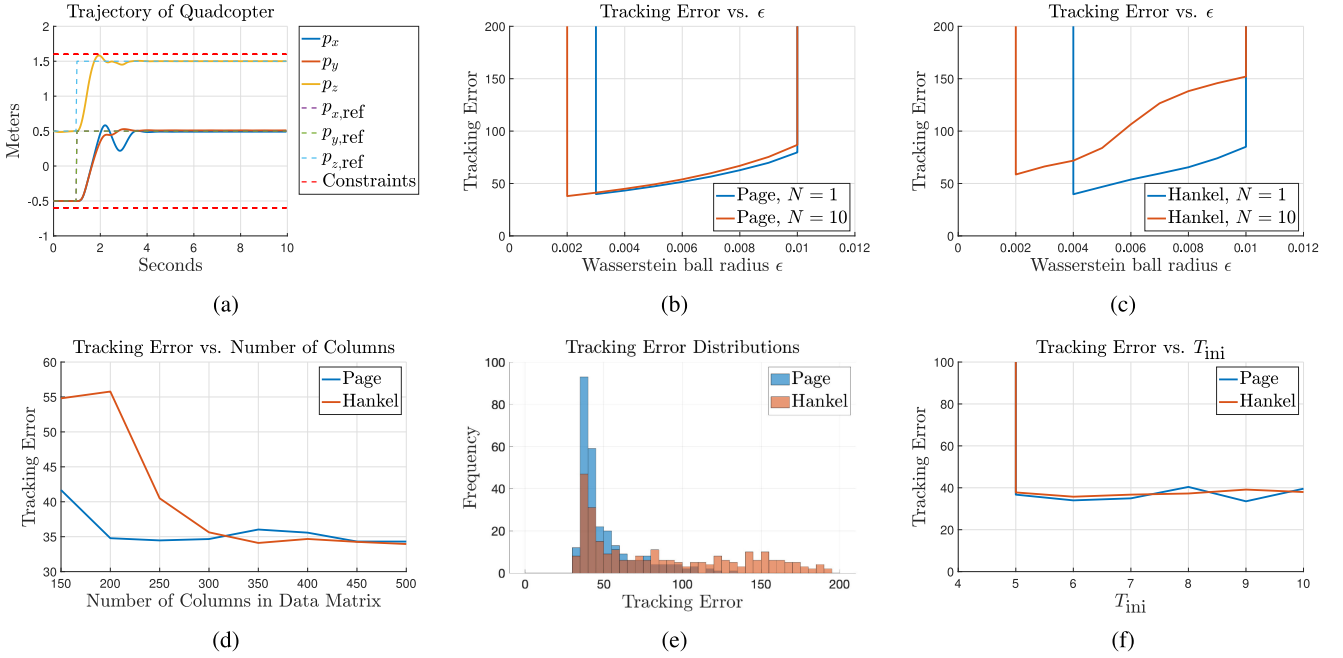 Trajectory of Quadcopter
Meters
1.5
0.5
0
-0.5
-1
0 2 4 6 8 10
Seconds
p_x
p_y
p_z
p_x,ref
p_y,ref
p_z,ref
Constraints
(a)
Tracking Error vs. ϵ
Tracking Error
200
150
100
50
0
0 0.002 0.004 0.006 0.008 0.01 0.012
Wasserstein ball radius ϵ
Page, N = 1
Page, N = 10
(b)
Tracking Error vs. ϵ
Tracking Error
200
150
100
50
0
0 0.002 0.004 0.006 0.008 0.01 0.012
Wasserstein ball radius ϵ
Hankel, N = 1
Hankel, N = 10
(c)
Tracking Error vs. Number of Columns
Tracking Error
60
55
50
45
40
35
30
150 200 250 300 350 400 450 500
Number of Columns in Data Matrix
Page
Hankel
(d)
Tracking Error Distributions
Frequency
100
80
60
40
20
0
0 50 100 150 200
Tracking Error
Page
Hankel
(e)
Tracking Error vs. T_ini
Tracking Error
100
80
60
40
20
0
4 5 6 7 8 9 10
T_ini
Page
Hankel
(f)